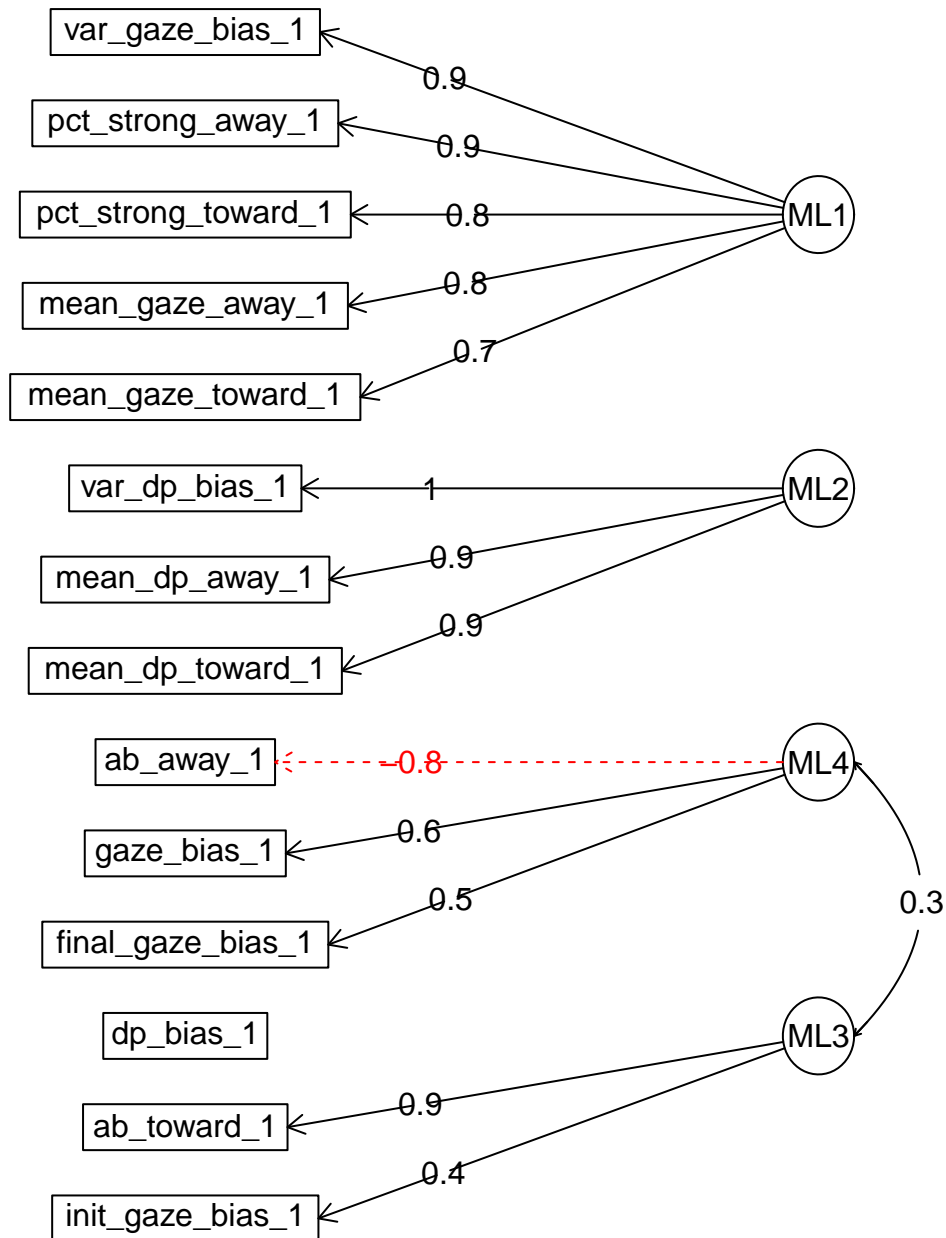 var_gaze_bias_1
0.9
pct_strong_away_1
0.9
pct_strong_toward_1
0.8
ML1
mean_gaze_away_1
0.8
mean_gaze_toward_1
0.7
var_dp_bias_1
1
ML2
mean_dp_away_1
0.9
mean_dp_toward_1
0.9
ab_away_1
−0.8
ML4
gaze_bias_1
0.6
final_gaze_bias_1
0.5
0.3
dp_bias_1
ML3
ab_toward_1
0.9
init_gaze_bias_1
0.4